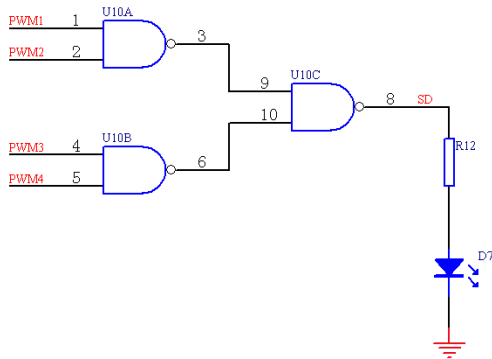 U10A
PWM1 1
3
PWM2 2
U10C
9
8 SD
10
U10B
R12
PWM3 4
6
PWM4 5
D7